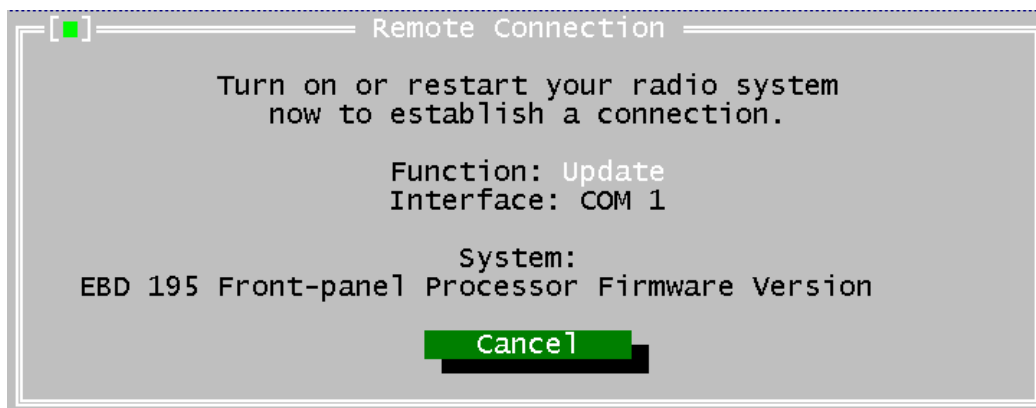 [■] Remote Connection
Turn on or restart your radio system
now to establish a connection.
Function: Update
Interface: COM 1
System:
EBD 195 Front-panel Processor Firmware Version
Cancel